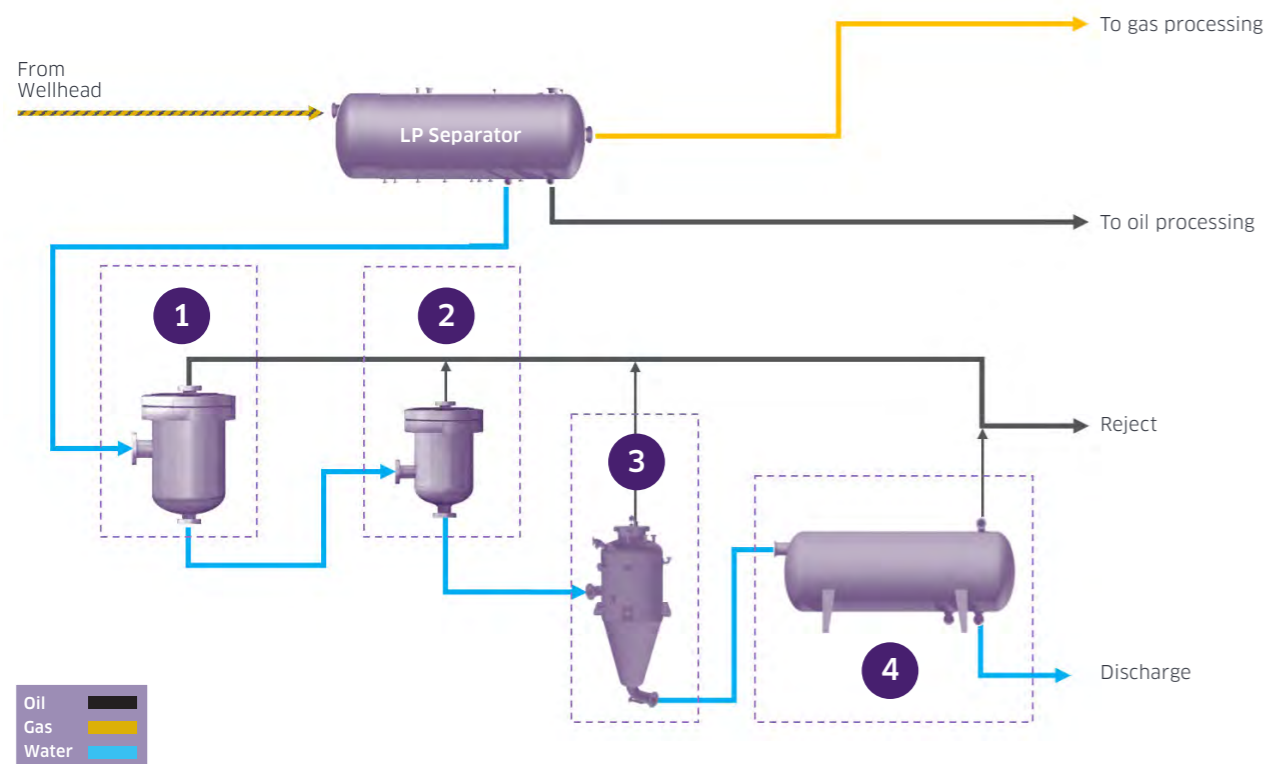 To gas processing
From
Wellhead
LP Separator
To oil processing
1
2
Reject
3
4
Discharge
Oil
Gas
Water